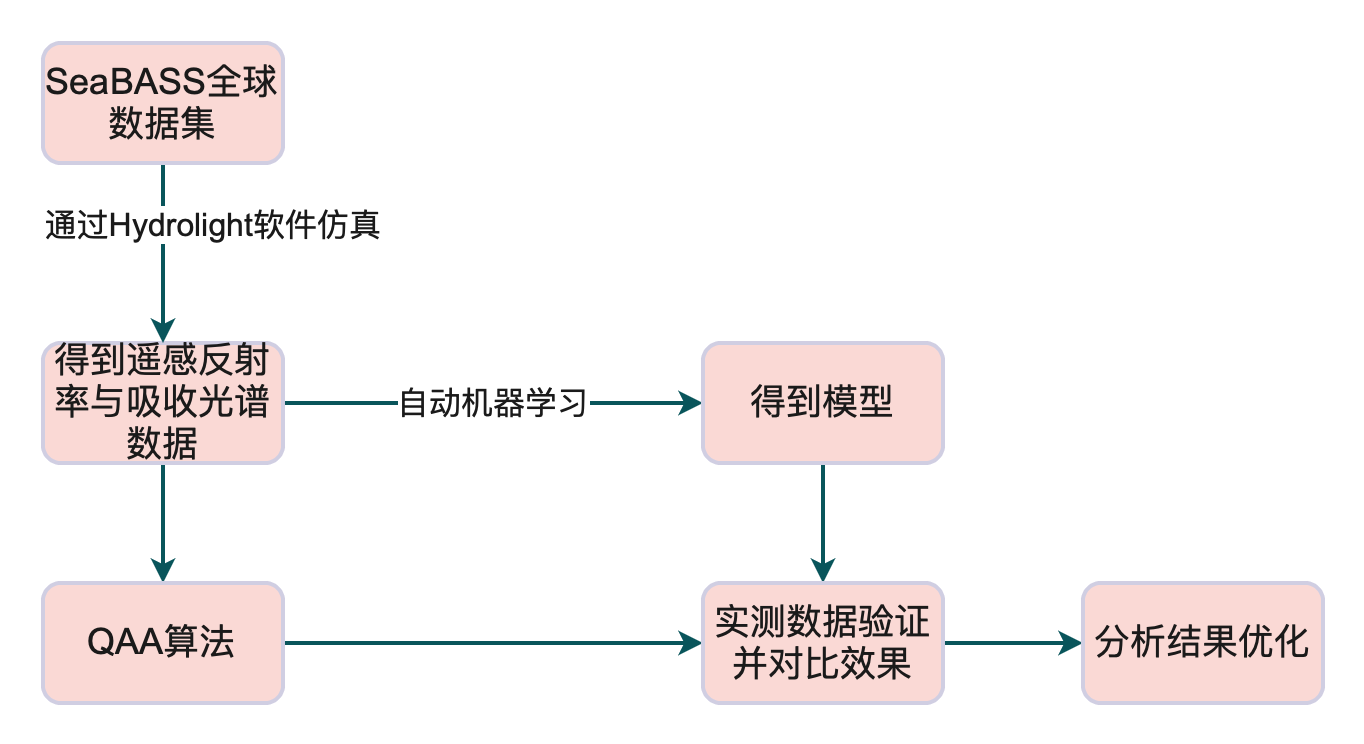 SeaBASS全球
数据集
通过Hydrolight软件仿真
得到遥感反射
率与吸收光谱
数据
自动机器学习
得到模型
QAA算法
实测数据验证
并对比效果
分析结果优化